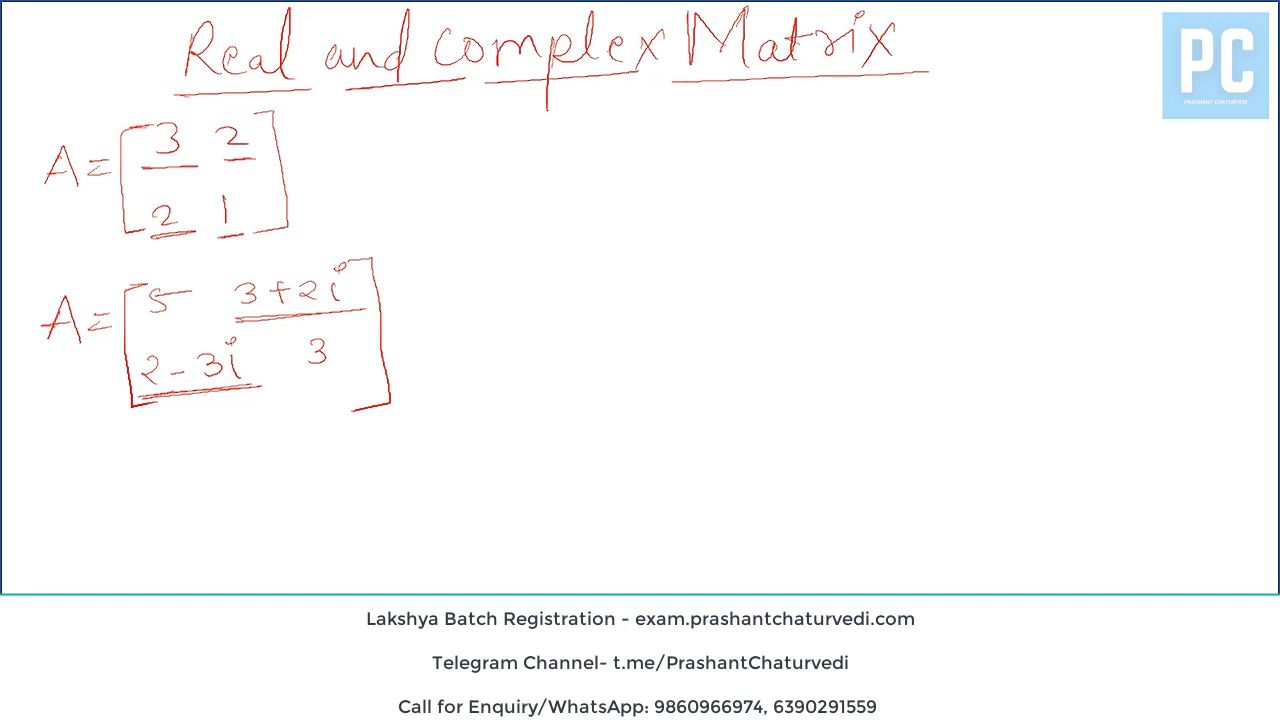 Real and complex Matrix
PC
PRASHANT CHATURVEDI
A = [3 2
2 1]
A = [5 3+2i
2-3i 3]
Lakshya Batch Registration - exam.prashantchaturvedi.com
Telegram Channel- t.me/PrashantChaturvedi
Call for Enquiry/WhatsApp: 9860966974, 6390291559